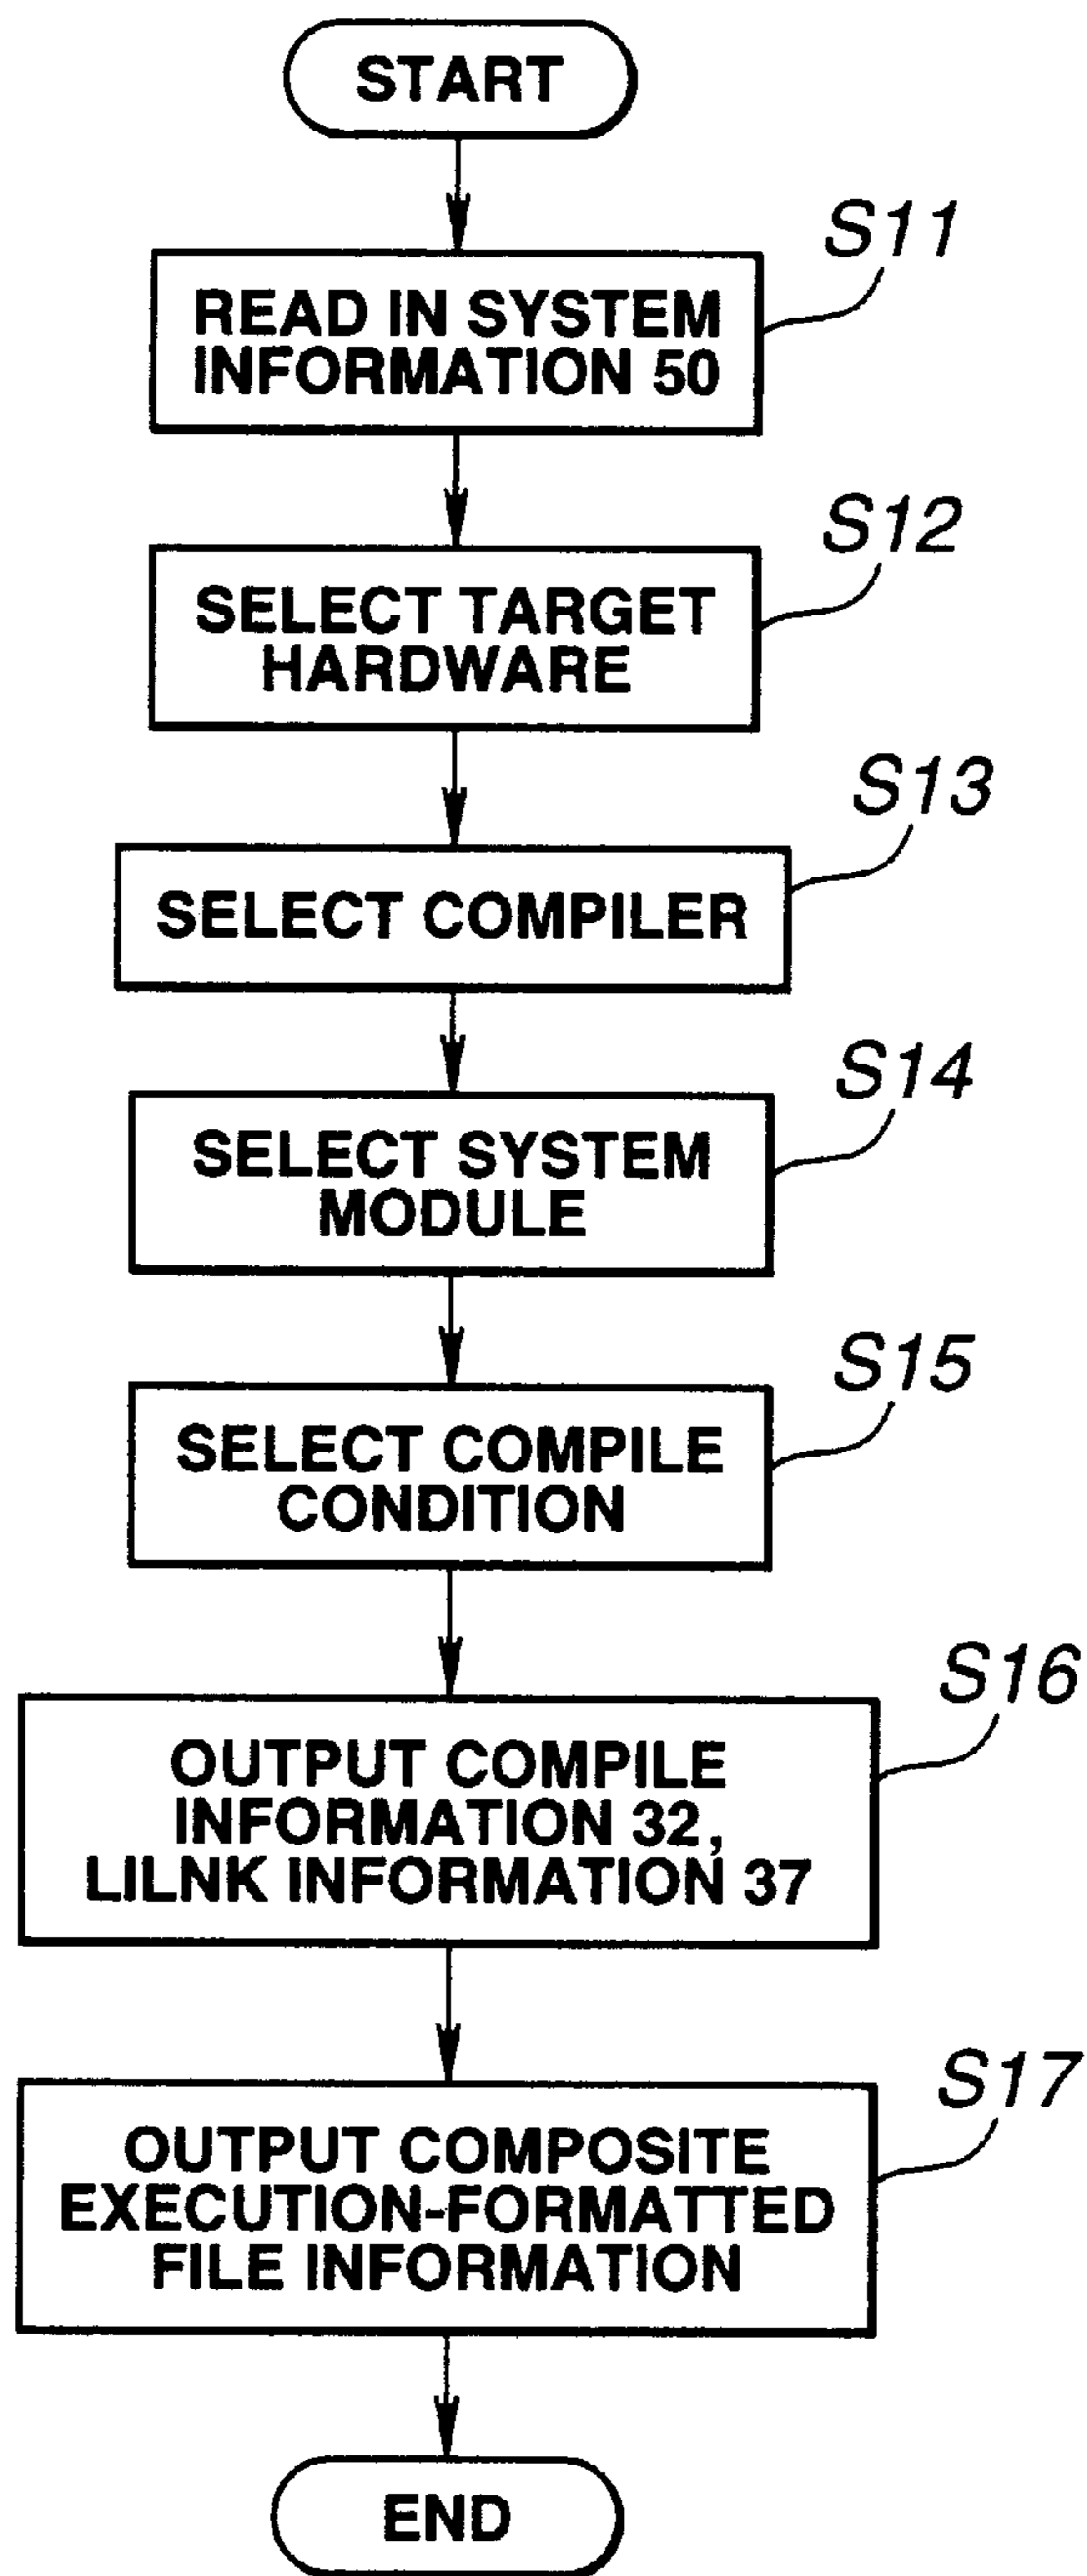 START
S11
READ IN SYSTEM
INFORMATION 50
S12
SELECT TARGET
HARDWARE
S13
SELECT COMPILER
S14
SELECT SYSTEM
MODULE
S15
SELECT COMPILE
CONDITION
S16
OUTPUT COMPILE
INFORMATION 32,
LILNK INFORMATION 37
S17
OUTPUT COMPOSITE
EXECUTION-FORMATTED
FILE INFORMATION
END